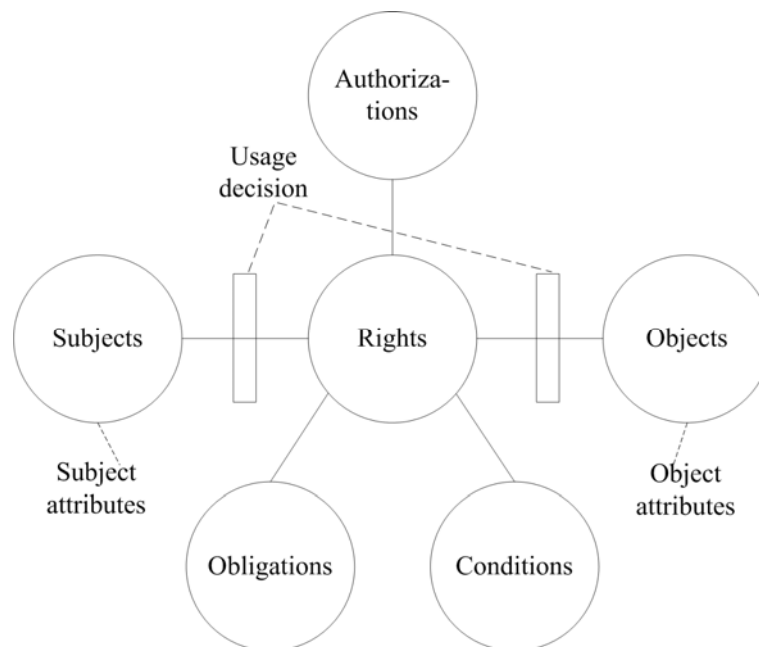 Authoriza-
tions
Usage
decision
Subjects
Rights
Objects
Subject
attributes
Object
attributes
Obligations
Conditions